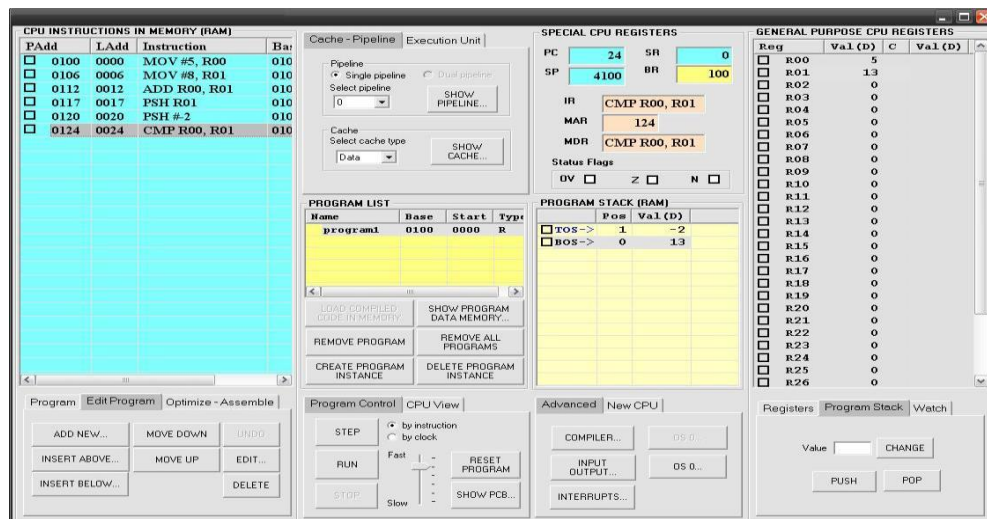 CPU INSTRUCTIONS IN MEMORY (RAM)
PAdd LAdd Instruction Bas
0100 0000 MOV #5, R00 010
0106 0006 MOV #8, R01 010
0112 0012 ADD R00, R01 010
0117 0017 PSH R01 010
0120 0020 PSH #-2 010
0124 0024 CMP R00, R01 010
Program Edit Program Optimize - Assemble
ADD NEW... MOVE DOWN UNDO
INSERT ABOVE... MOVE UP EDIT...
INSERT BELOW... DELETE
Cache - Pipeline Execution Unit
Pipeline
Single pipeline Dual pipeline
Select pipeline
0
SHOW PIPELINE...
Cache
Select cache type
Data
SHOW CACHE...
PROGRAM LIST
Name Base Start Type
program1 0100 0000 R
LOAD COMPILED CODE IN MEMORY
SHOW PROGRAM DATA MEMORY...
REMOVE PROGRAM
REMOVE ALL PROGRAMS
CREATE PROGRAM INSTANCE
DELETE PROGRAM INSTANCE
Program Control CPU View
STEP by instruction
by clock
RUN Fast
RESET PROGRAM
STOP Slow
SHOW PCB...
SPECIAL CPU REGISTERS
PC 24 SR 0
SP 4100 BR 100
IR CMP R00, R01
MAR 124
MDR CMP R00, R01
Status Flags
OV Z N
PROGRAM STACK (RAM)
Pos Val (D)
TOS-> 1 -2
BOS-> 0 13
Advanced New CPU
COMPILER... OS 0..
INPUT OUTPUT... OS 0...
INTERRUPTS...
GENERAL PURPOSE CPU REGISTERS
Reg Val (D) C Val (D)
R00 5
R01 13
R02 0
R03 0
R04 0
R05 0
R06 0
R07 0
R08 0
R09 0
R10 0
R11 0
R12 0
R13 0
R14 0
R15 0
R16 0
R17 0
R18 0
R19 0
R20 0
R21 0
R22 0
R23 0
R24 0
R25 0
R26 0
Registers Program Stack Watch
Value CHANGE
PUSH POP